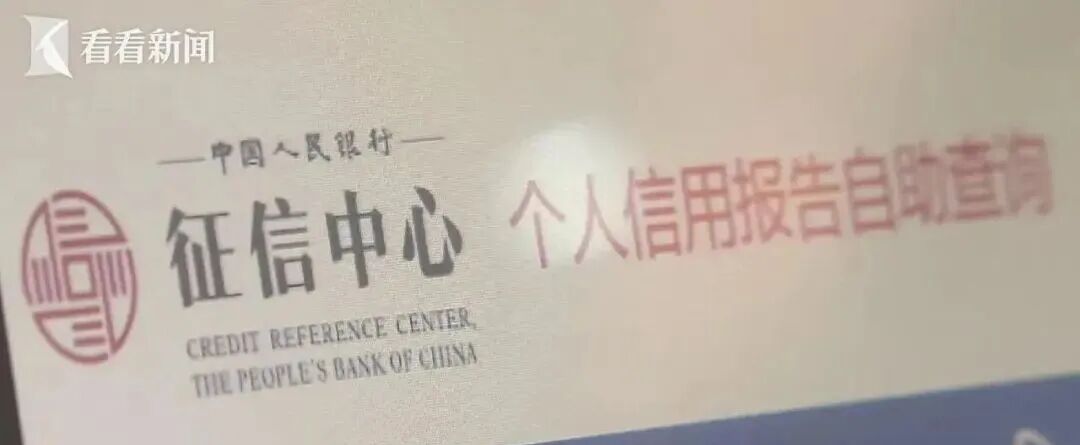 看看新闻
中国人民银行
征信中心
个人信用报告自助查询
CREDIT REFERENCE CENTER,
THE PEOPLE'S BANK OF CHINA